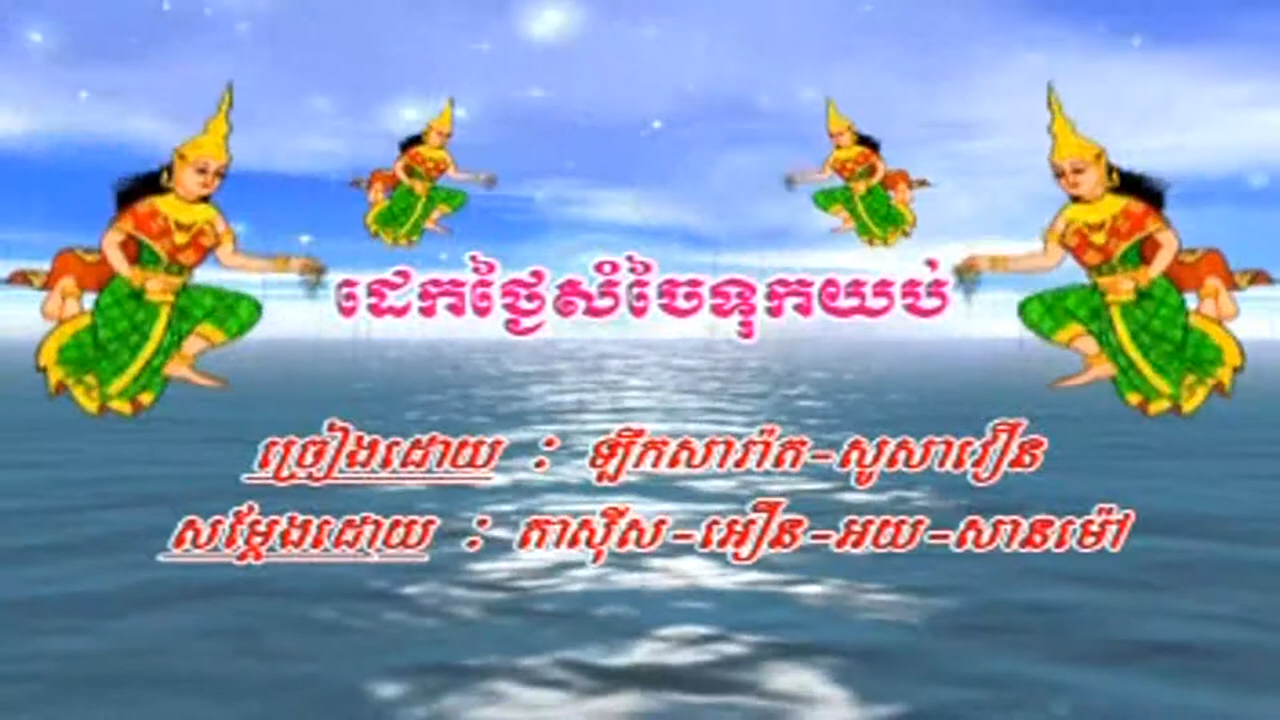 ដេកថ្ងៃសំចៃទុកយប់
ច្រៀងដោយ : ឡឹកសារ៉ាត-សូសាវឿន
សម្ដែងដោយ : តាស៊ីស-អឿន-អយ-សានម៉ៅ